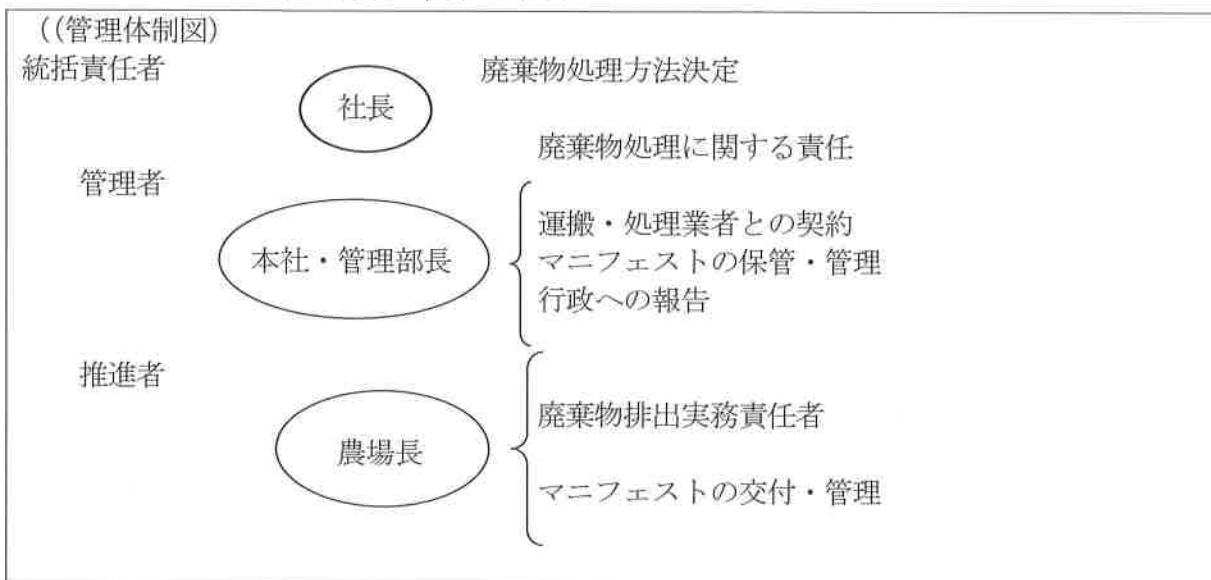 ((管理体制図)
統括責任者 廃棄物処理方法決定
社長
廃棄物処理に関する責任
管理者
運搬・処理業者との契約
本社・管理部長 マニフェストの保管・管理
行政への報告
推進者
廃棄物排出実務責任者
農場長
マニフェストの交付・管理